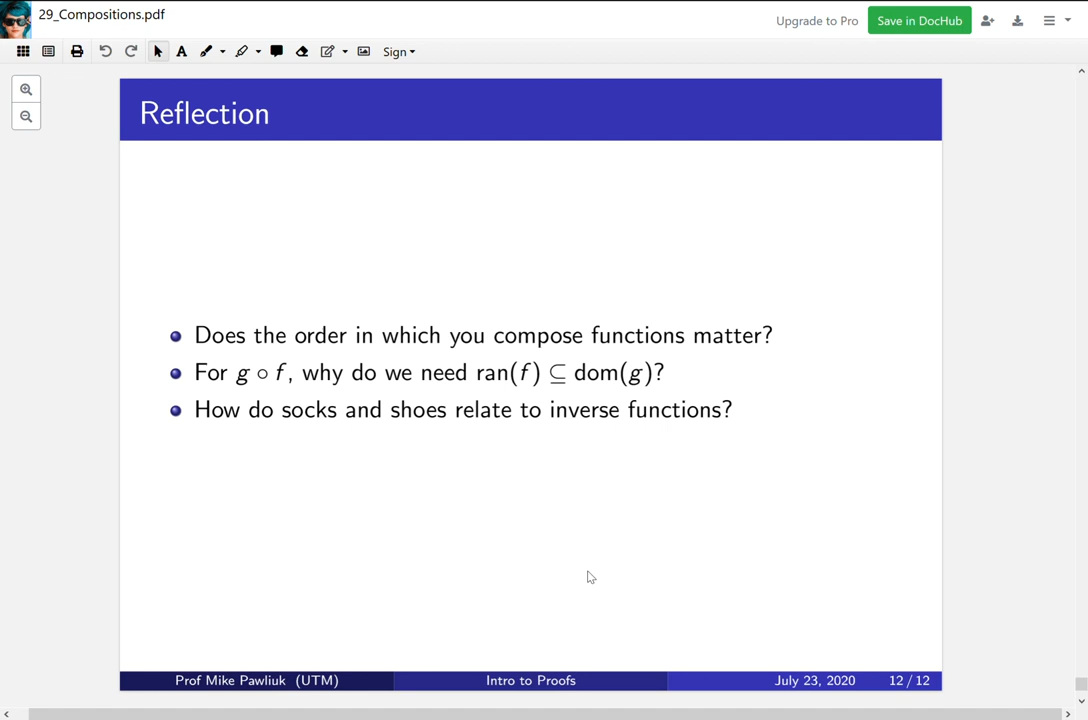 29_Compositions.pdf
Upgrade to Pro
Save in DocHub
A
Sign
Reflection
Does the order in which you compose functions matter?
For g ∘ f, why do we need ran(f) ⊆ dom(g)?
How do socks and shoes relate to inverse functions?
Prof Mike Pawliuk (UTM)
Intro to Proofs
July 23, 2020
12 / 12